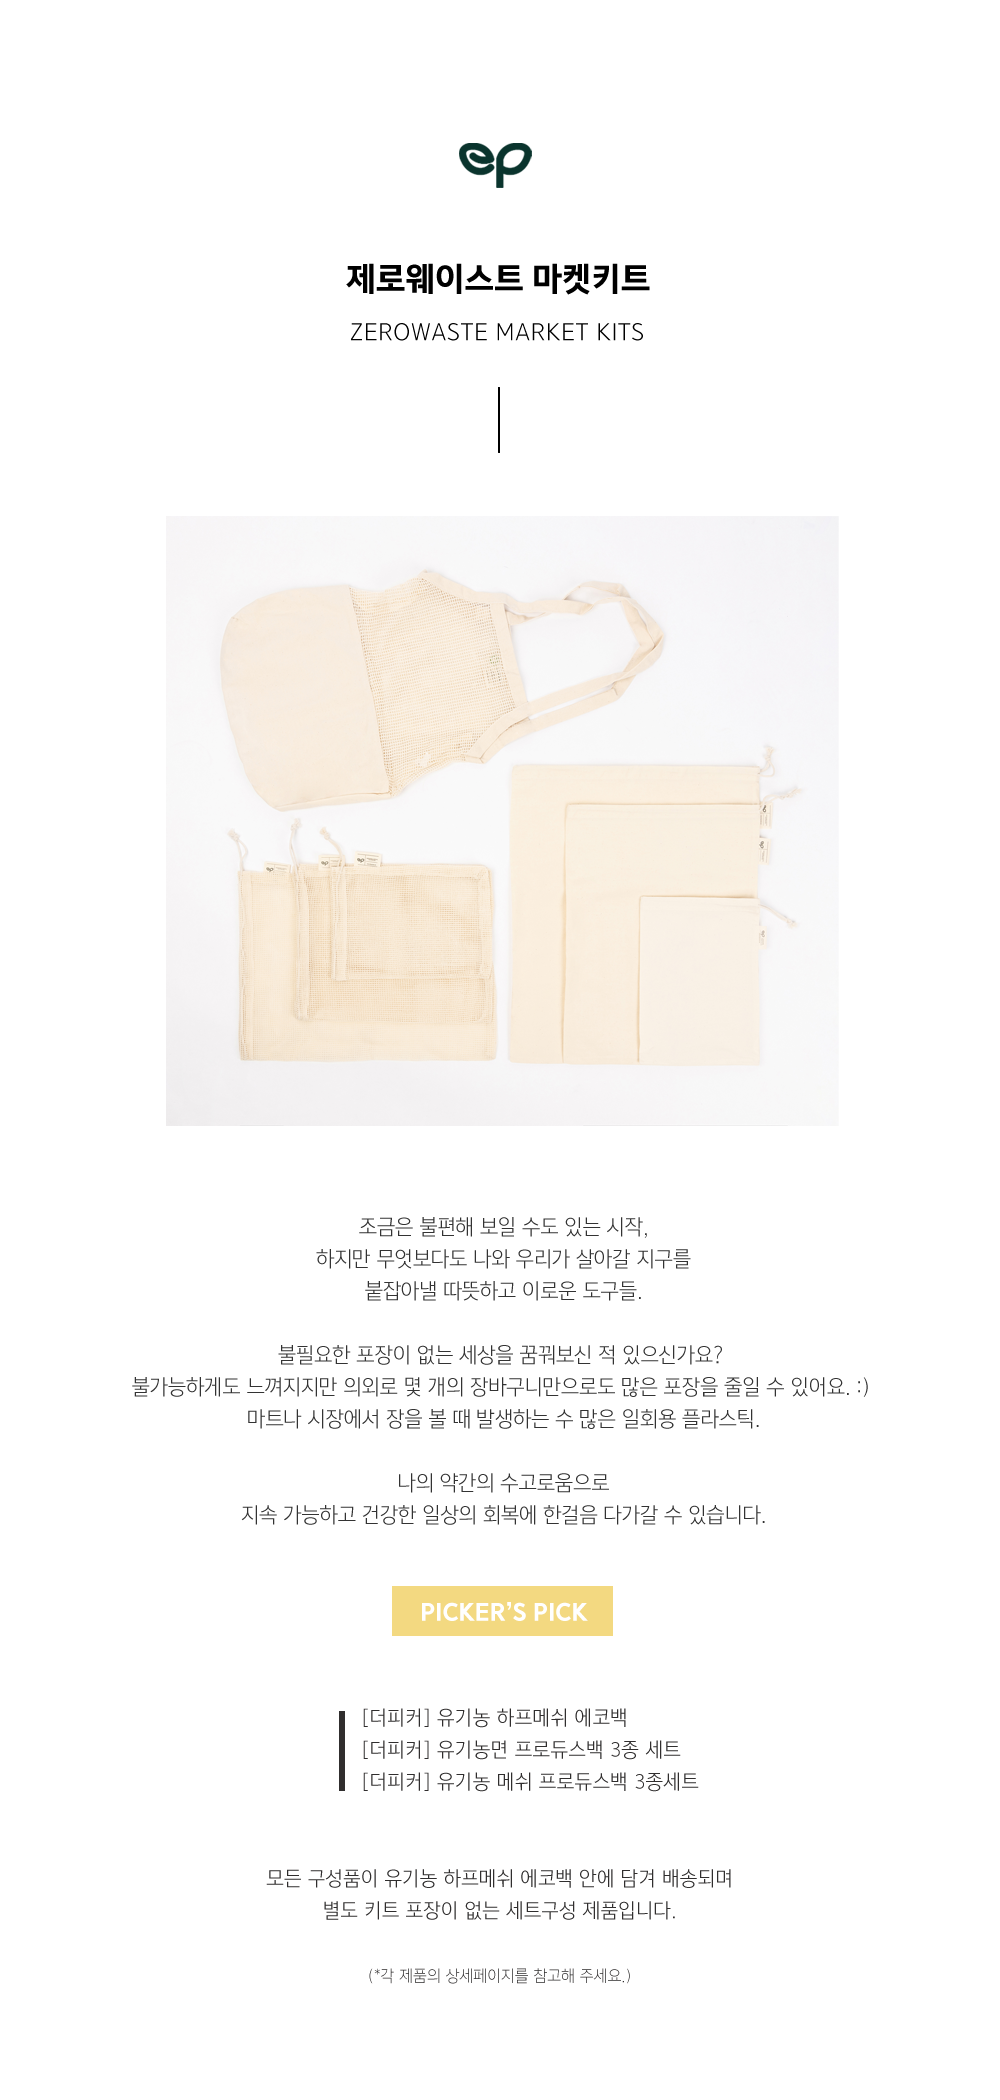 ep
제로웨이스트 마켓키트
ZEROWASTE MARKET KITS
조금은 불편해 보일 수도 있는 시작,
하지만 무엇보다도 나와 우리가 살아갈 지구를
붙잡아낼 따뜻하고 이로운 도구들.
불필요한 포장이 없는 세상을 꿈꿔보신 적 있으신가요?
불가능하게도 느껴지지만 의외로 몇 개의 장바구니만으로도 많은 포장을 줄일 수 있어요. :)
마트나 시장에서 장을 볼 때 발생하는 수 많은 일회용 플라스틱.
나의 약간의 수고로움으로
지속 가능하고 건강한 일상의 회복에 한걸음 다가갈 수 있습니다.
PICKER’S PICK
[더피커] 유기농 하프메쉬 에코백
[더피커] 유기농면 프로듀스백 3종 세트
[더피커] 유기농 메쉬 프로듀스백 3종세트
모든 구성품이 유기농 하프메쉬 에코백 안에 담겨 배송되며
별도 키트 포장이 없는 세트구성 제품입니다.
(*각 제품의 상세페이지를 참고해 주세요.)